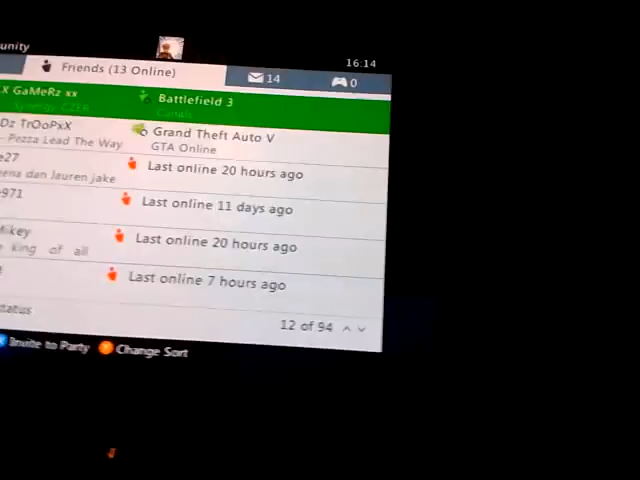 unity
16:14
Friends (13 Online)
14
0
X GaMeRz xx
Battlefield 3
Dz TrOoPxX
Grand Theft Auto V
- Pezza Lead The Way
GTA Online
e27
Last online 20 hours ago
ena dan lauren jake
971
Last online 11 days ago
Mikey
Last online 20 hours ago
king of all
Last online 7 hours ago
status
12 of 94
Invite to Party
Change Sort